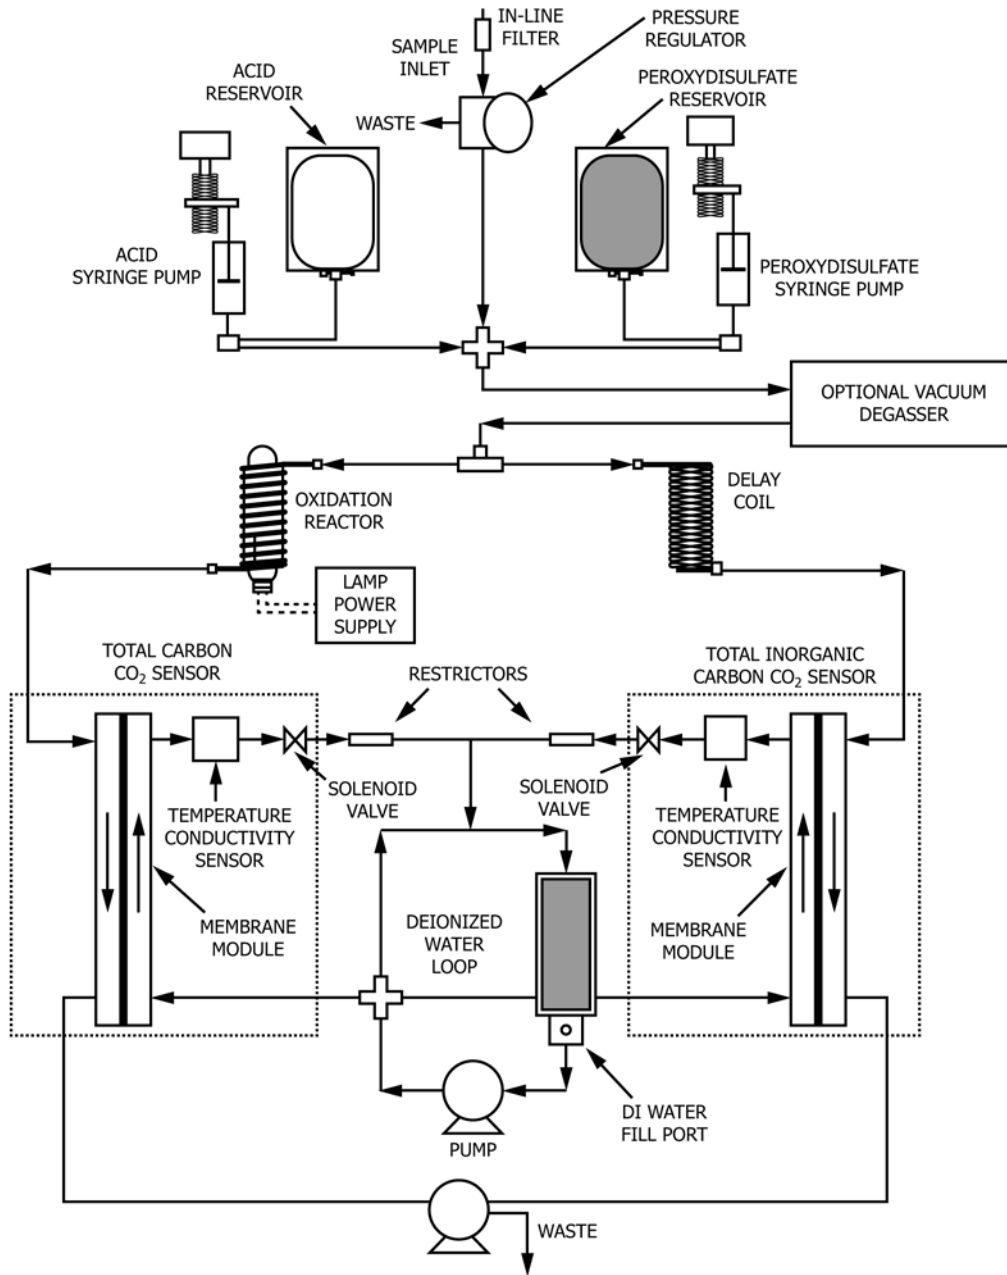 IN-LINE
FILTER
PRESSURE
REGULATOR
SAMPLE
INLET
ACID
RESERVOIR
PEROXYDISULFATE
RESERVOIR
WASTE
ACID
SYRINGE PUMP
PEROXYDISULFATE
SYRINGE PUMP
OPTIONAL VACUUM
DEGASSER
OXIDATION
REACTOR
DELAY
COIL
LAMP
POWER
SUPPLY
TOTAL CARBON
CO₂ SENSOR
RESTRICTORS
TOTAL INORGANIC
CARBON CO₂ SENSOR
SOLENOID
VALVE
SOLENOID
VALVE
TEMPERATURE
CONDUCTIVITY
SENSOR
TEMPERATURE
CONDUCTIVITY
SENSOR
MEMBRANE
MODULE
DEIONIZED
WATER
LOOP
MEMBRANE
MODULE
DI WATER
FILL PORT
PUMP
WASTE